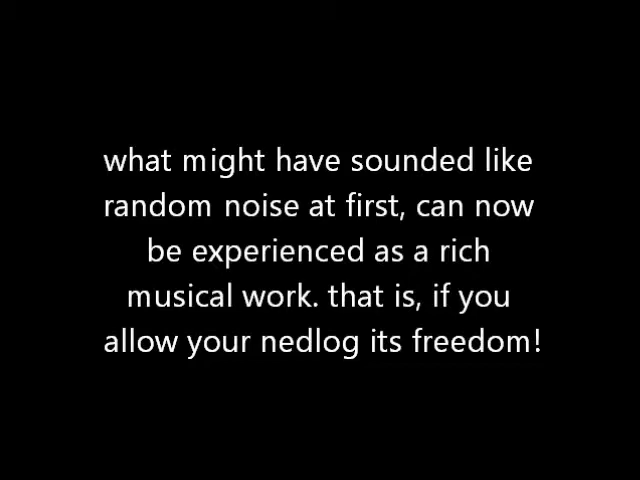 what might have sounded like
random noise at first, can now
be experienced as a rich
musical work. that is, if you
allow your nedlog its freedom!